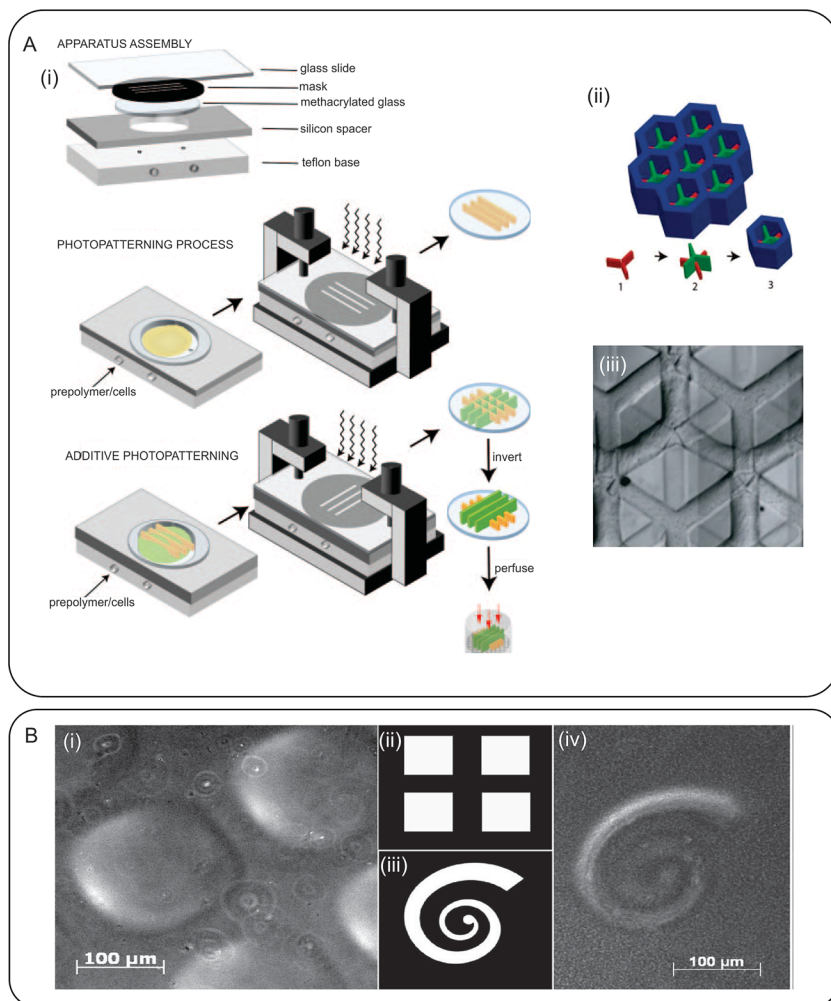 A
APPARATUS ASSEMBLY
(i)
glass slide
mask
methacrylated glass
silicon spacer
teflon base
(ii)
1
2
3
PHOTOPATTERNING PROCESS
prepolymer/cells
(iii)
ADDITIVE PHOTOPATTERNING
invert
perfuse
prepolymer/cells
B
(i)
100 µm
(ii)
(iii)
(iv)
100 µm